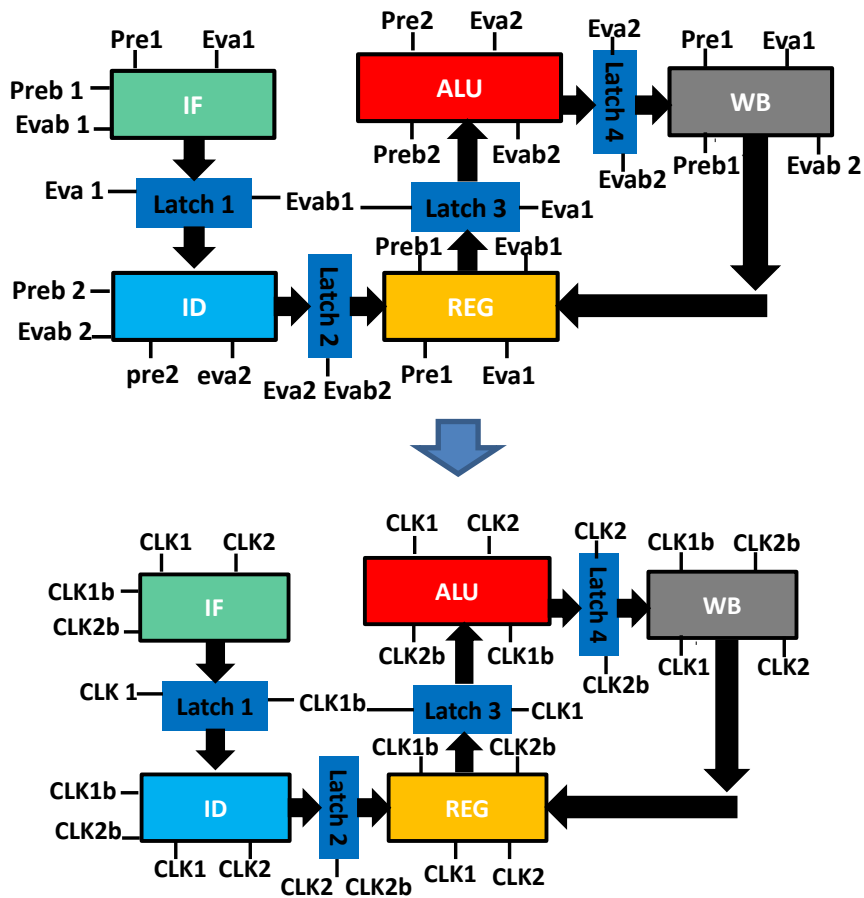 Pre1 Eva1
Preb 1
IF
Evab 1
Eva 1
Latch 1
Evab1
Preb 2
ID
Evab 2
pre2 eva2
Latch 2
Eva2 Evab2
Pre2 Eva2
ALU
Preb2 Evab2
Latch 3
Eva1
Preb1 Evab1
REG
Pre1 Eva1
Eva2
Latch 4
Evab2
Pre1 Eva1
WB
Preb1 Evab 2
CLK1 CLK2
CLK1b
IF
CLK2b
CLK 1
Latch 1
CLK1b
CLK1b
ID
CLK2b
CLK1 CLK2
Latch 2
CLK2 CLK2b
CLK1 CLK2
ALU
CLK2b CLK1b
Latch 3
CLK1
CLK1b CLK2b
REG
CLK1 CLK2
CLK2
Latch 4
CLK2b
CLK1b CLK2b
WB
CLK1 CLK2